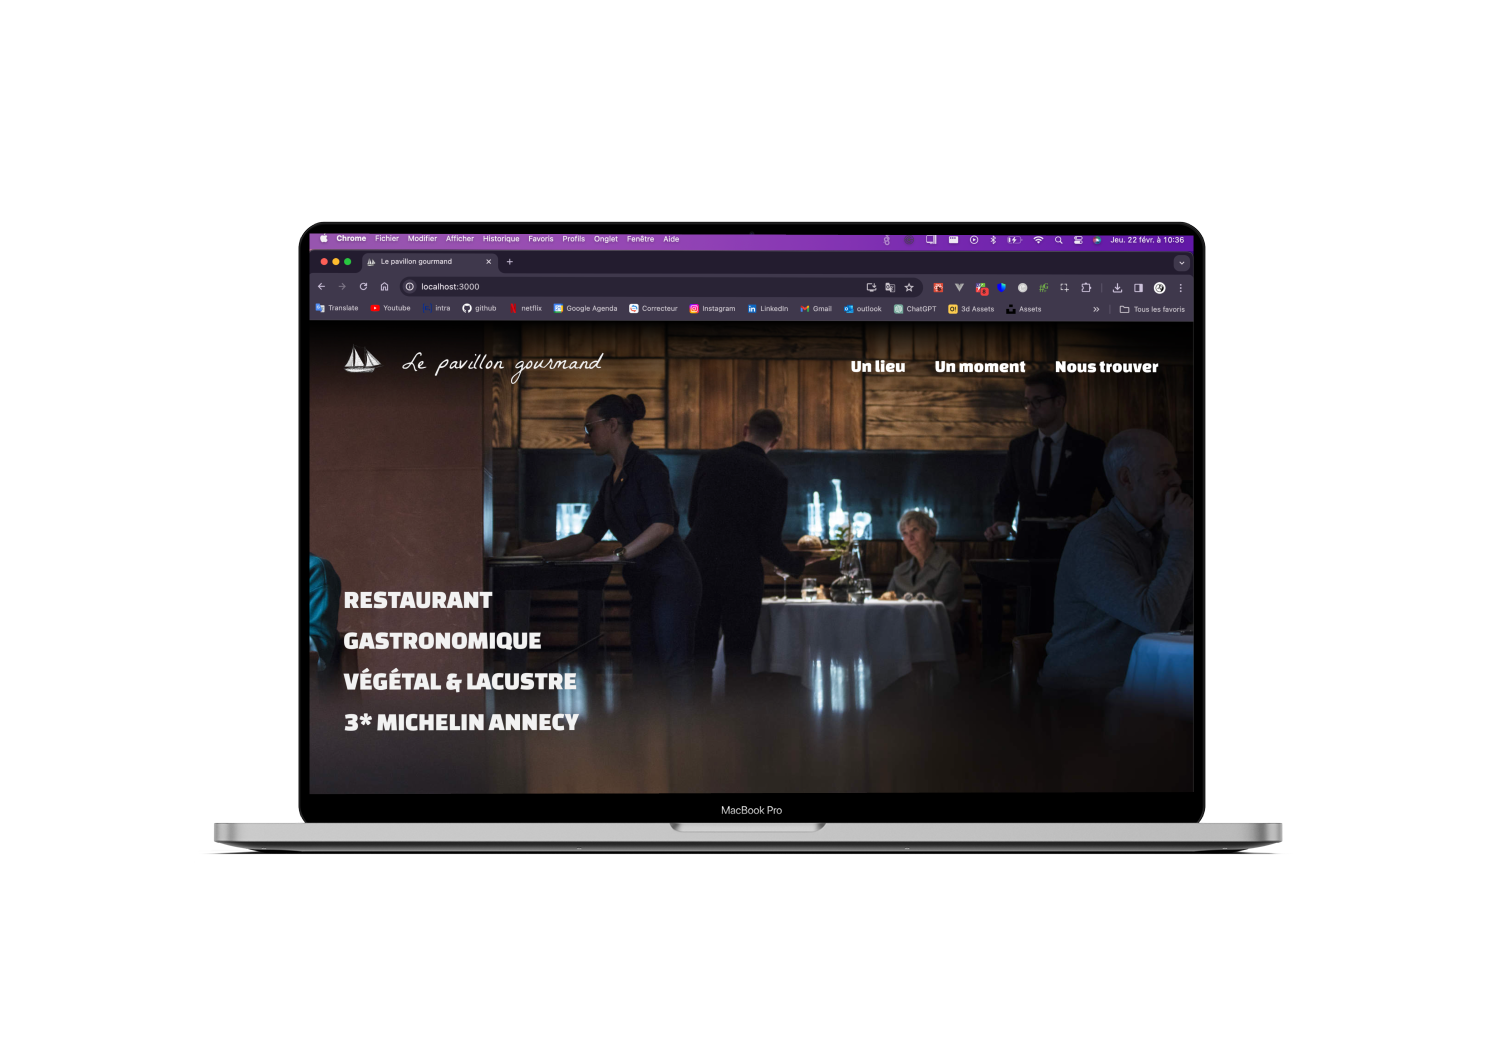 Chrome Fichier Modifier Afficher Historique Favoris Profils Onglet Fenêtre Aide Jeu. 22 févr. à 10:36
Le pavillon gourmand
localhost:3000
Translate Youtube intra github netflix Google Agenda Correcteur Instagram LinkedIn Gmail outlook ChatGPT 3d Assets Assets » Tous les favoris
Le pavillon gourmand Un lieu Un moment Nous trouver
RESTAURANT
GASTRONOMIQUE
VÉGÉTAL & LACUSTRE
3* MICHELIN ANNECY
MacBook Pro